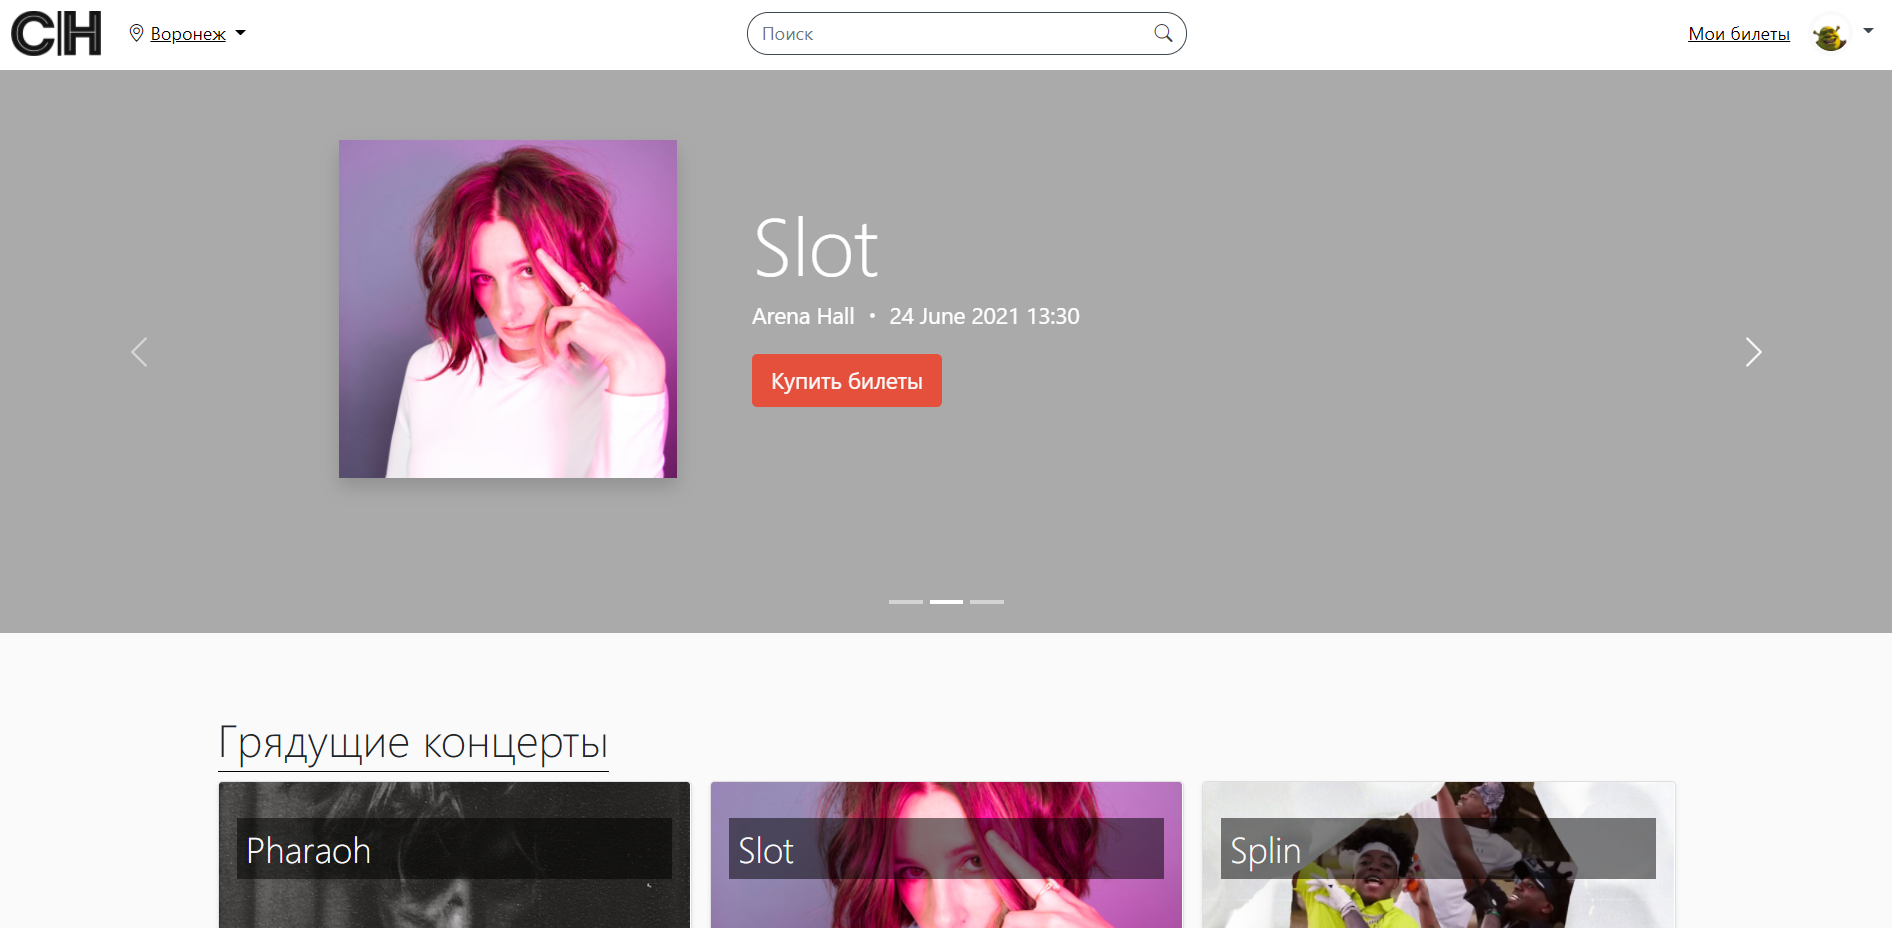 CH
Воронеж
Поиск
Мои билеты
Slot
Arena Hall • 24 June 2021 13:30
Купить билеты
Грядущие концерты
Pharaoh
Slot
Splin